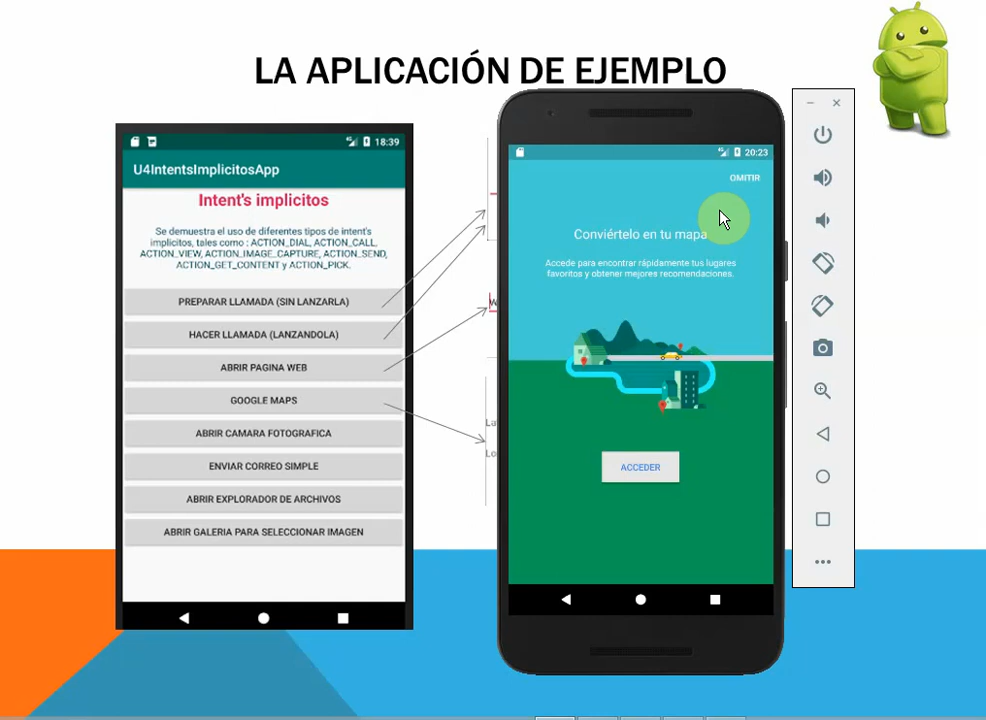 LA APLICACIÓN DE EJEMPLO
18:39
U4IntentsImplicitosApp
Intent's implicitos
Se demuestra el uso de diferentes tipos de intent's
implicitos, tales como : ACTION_DIAL, ACTION_CALL,
ACTION_VIEW, ACTION_IMAGE_CAPTURE, ACTION_SEND,
ACTION_GET_CONTENT y ACTION_PICK.
PREPARAR LLAMADA (SIN LANZARLA)
HACER LLAMADA (LANZANDOLA)
ABRIR PAGINA WEB
GOOGLE MAPS
ABRIR CAMARA FOTOGRAFICA
ENVIAR CORREO SIMPLE
ABRIR EXPLORADOR DE ARCHIVOS
ABRIR GALERIA PARA SELECCIONAR IMAGEN
20:23
OMITIR
Conviértelo en tu mapa
Accede para encontrar rápidamente tus lugares
favoritos y obtener mejores recomendaciones.
ACCEDER